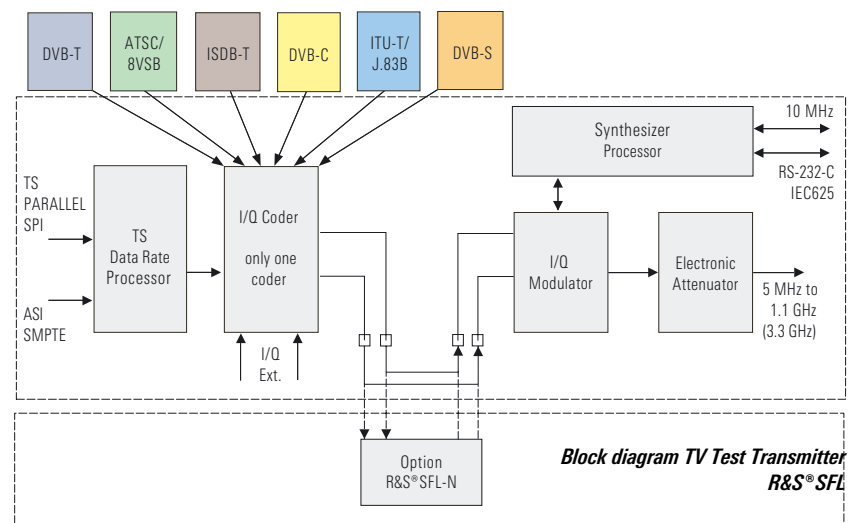 DVB-T
ATSC/
8VSB
ISDB-T
DVB-C
ITU-T/
J.83B
DVB-S
Synthesizer
Processor
10 MHz
RS-232-C
IEC625
TS
PARALLEL
SPI
ASI
SMPTE
TS
Data Rate
Processor
I/Q Coder
only one
coder
I/Q
Ext.
I/Q
Modulator
Electronic
Attenuator
5 MHz to
1.1 GHz
(3.3 GHz)
Option
R&S®SFL-N
Block diagram TV Test Transmitter
R&S®SFL